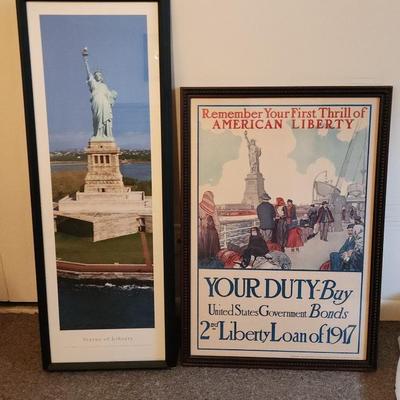 Statue of Liberty
Remember Your First Thrill of
AMERICAN LIBERTY
YOUR DUTY-Buy
United States Government Bonds
2nd Liberty Loan of 1917